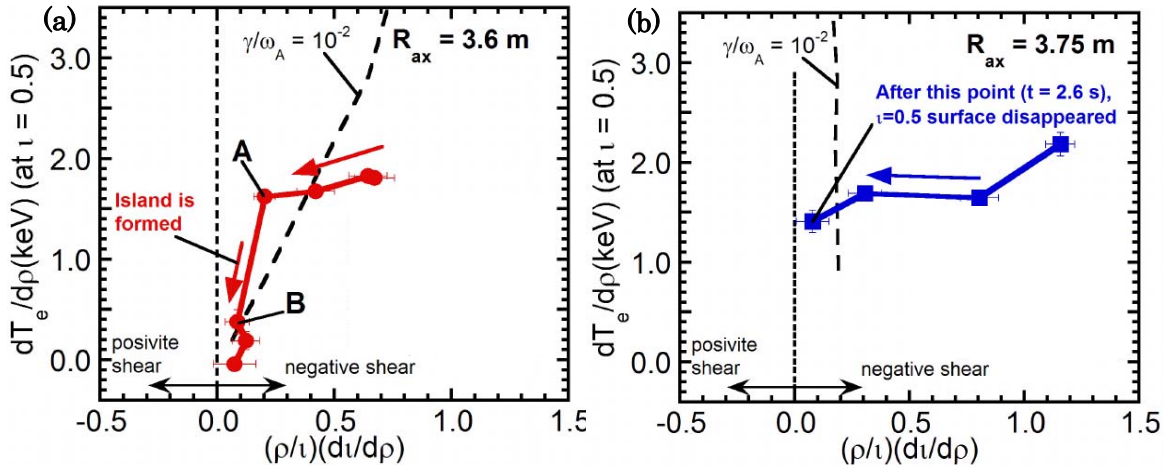 (a)
γ/ω_A = 10⁻²
R_ax = 3.6 m
A
Island is
formed
B
posivite
shear
negative shear
3.0
2.0
1.0
0.0
dT_e/dρ(keV) (at ι = 0.5)
-0.5
0.0
0.5
1.0
1.5
(ρ/ι)(dι/dρ)
(b)
γ/ω_A = 10⁻²
R_ax = 3.75 m
After this point (t = 2.6 s),
ι=0.5 surface disappeared
positive
shear
negative shear
3.0
2.0
1.0
0.0
dT_e/dρ(keV) (at ι = 0.5)
-0.5
0.0
0.5
1.0
1.5
(ρ/ι)(dι/dρ)